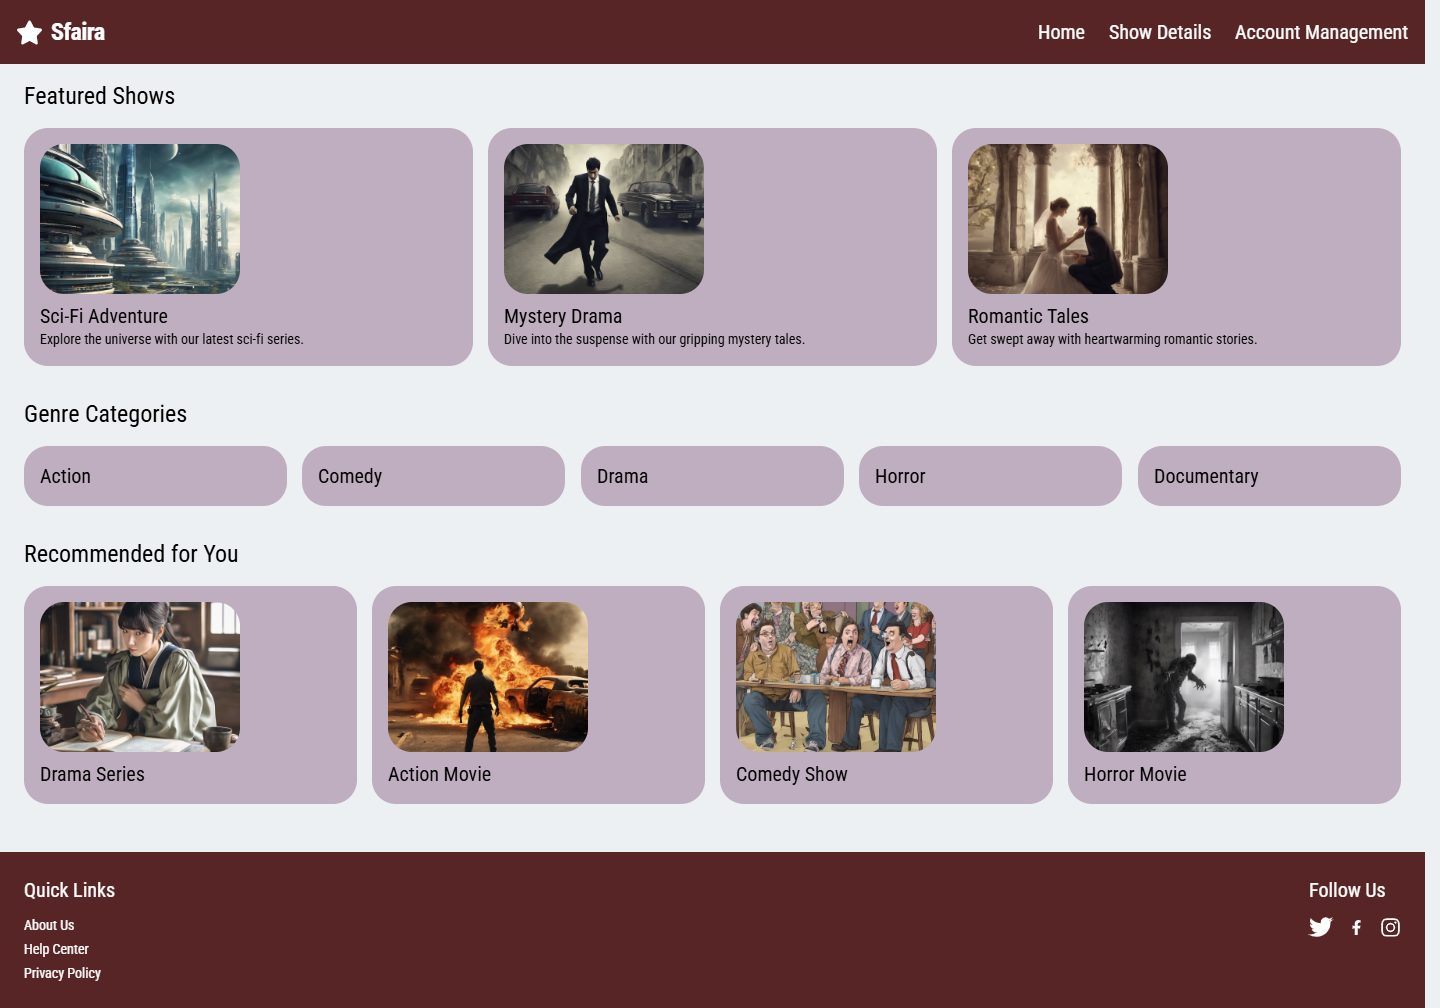 Sfaira
Home
Show Details
Account Management
Featured Shows
Sci-Fi Adventure
Explore the universe with our latest sci-fi series.
Mystery Drama
Dive into the suspense with our gripping mystery tales.
Romantic Tales
Get swept away with heartwarming romantic stories.
Genre Categories
Action
Comedy
Drama
Horror
Documentary
Recommended for You
Drama Series
Action Movie
Comedy Show
Horror Movie
Quick Links
About Us
Help Center
Privacy Policy
Follow Us